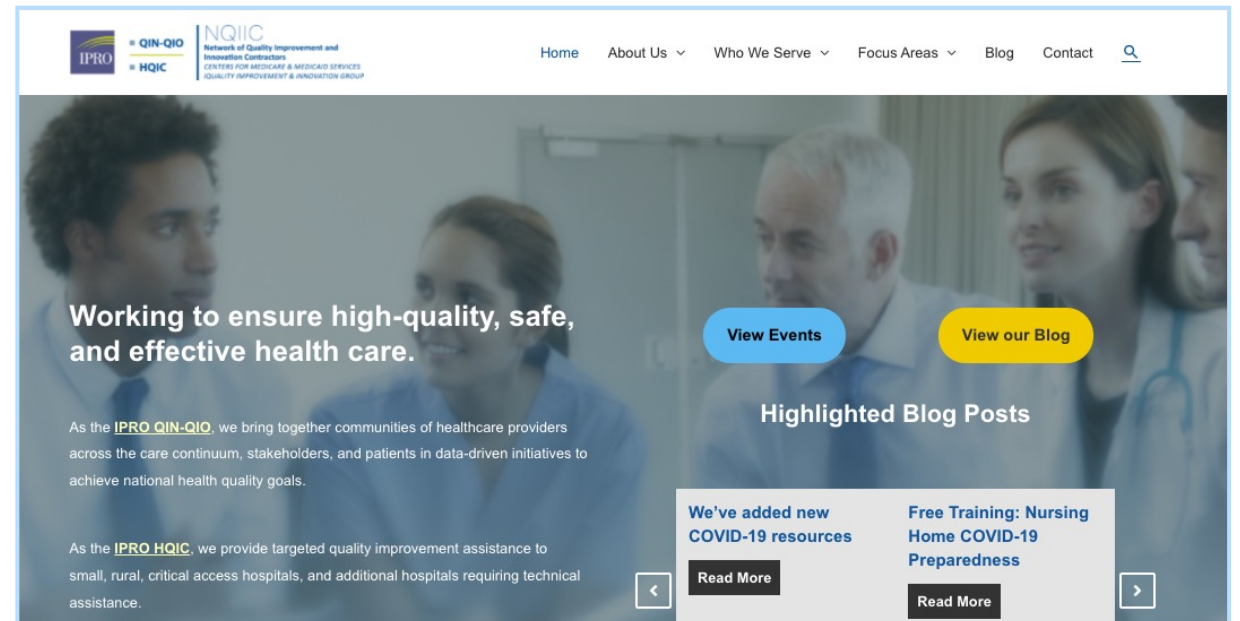 IPRO
QIN-QIO
HQIC
NQIIC
Network of Quality Improvement and
Innovation Contractors
CENTERS FOR MEDICARE & MEDICAID SERVICES
iQUALITY IMPROVEMENT & INNOVATION GROUP
Home About Us Who We Serve Focus Areas Blog Contact
Working to ensure high-quality, safe,
and effective health care.
As the IPRO QIN-QIO, we bring together communities of healthcare providers
across the care continuum, stakeholders, and patients in data-driven initiatives to
achieve national health quality goals.
As the IPRO HQIC, we provide targeted quality improvement assistance to
small, rural, critical access hospitals, and additional hospitals requiring technical
assistance.
View Events
View our Blog
Highlighted Blog Posts
We’ve added new
COVID-19 resources
Read More
Free Training: Nursing
Home COVID-19
Preparedness
Read More